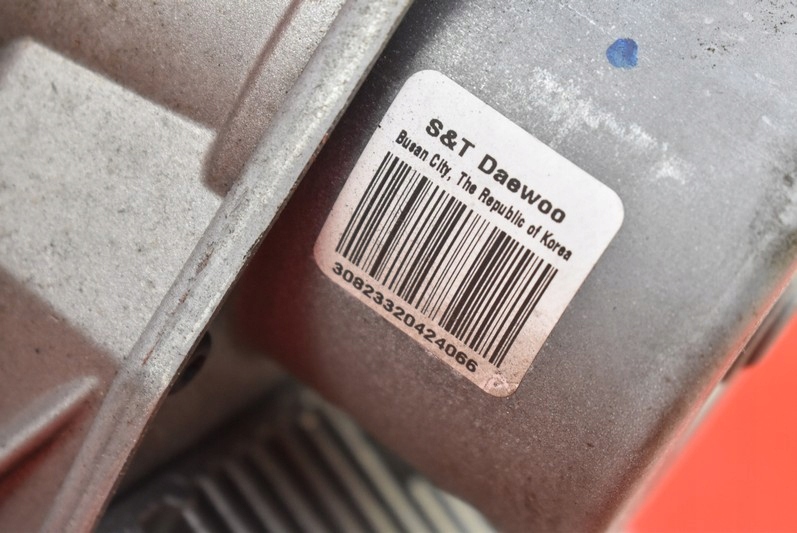 S&T Daewoo
Busan City, The Republic of Korea
30823320424066